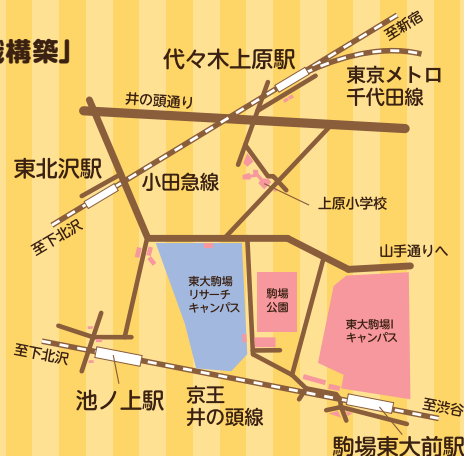 構築」
至新宿
代々木上原駅
東京メトロ
千代田線
井の頭通り
東北沢駅
小田急線
上原小学校
至下北沢
山手通りへ
東大駒場
リサーチ
キャンパス
駒場
公園
東大駒場I
キャンパス
至下北沢
池ノ上駅
京王
井の頭線
至渋谷
駒場東大前駅